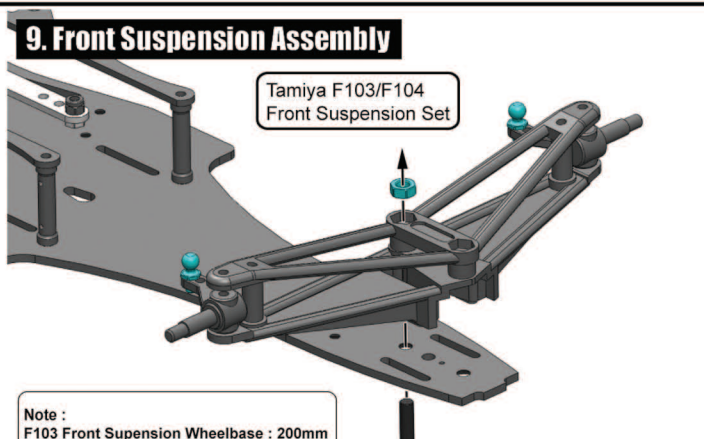 9. Front Suspension Assembly
Tamiya F103/F104
Front Suspension Set
Note :
F103 Front Supension Wheelbase : 200mm